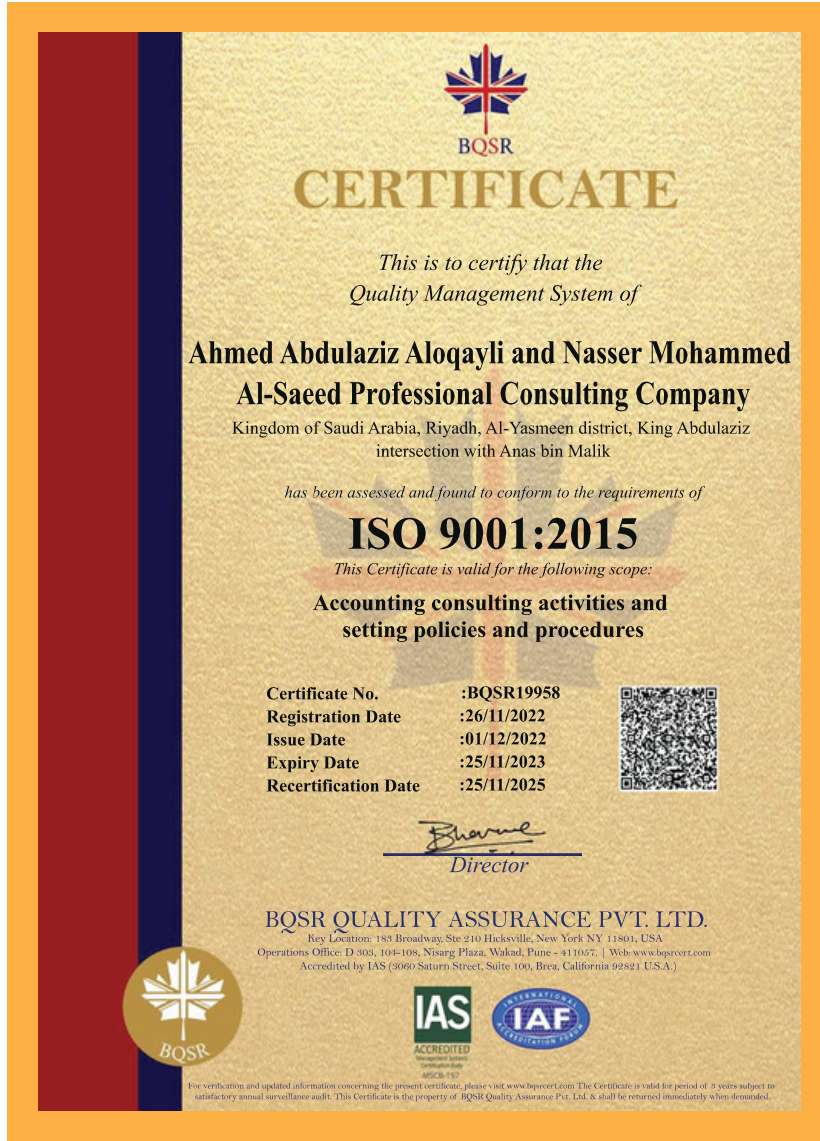 BQSR
CERTIFICATE
This is to certify that the
Quality Management System of
Ahmed Abdulaziz Aloqayli and Nasser Mohammed
Al-Saeed Professional Consulting Company
Kingdom of Saudi Arabia, Riyadh, Al-Yasmeen district, King Abdulaziz
intersection with Anas bin Malik
has been assessed and found to conform to the requirements of
ISO 9001:2015
This Certificate is valid for the following scope:
Accounting consulting activities and
setting policies and procedures
Certificate No. :BQSR19958
Registration Date :26/11/2022
Issue Date :01/12/2022
Expiry Date :25/11/2023
Recertification Date :25/11/2025
Director
BQSR QUALITY ASSURANCE PVT. LTD.
Key Location: 183 Broadway, Ste 210 Hicksville, New York NY 11801, USA
Operations Office: D 303, 104-108, Nisarg Plaza, Wakad, Pune - 411057. | Web: www.bqsrcert.com
Accredited by IAS (3060 Saturn Street, Suite 100, Brea, California 92821 U.S.A.)
BQSR
IAS
ACCREDITED
Management Systems
Certification Body
MSCB-197
INTERNATIONAL
IAF
ACCREDITATION FORUM
For verification and updated information concerning the present certificate, please visit www.bqsrcert.com The Certificate is valid for period of 3 years subject to
satisfactory annual surveillance audit. This Certificate is the property of BQSR Quality Assurance Pvt. Ltd. & shall be returned immediately when demanded.